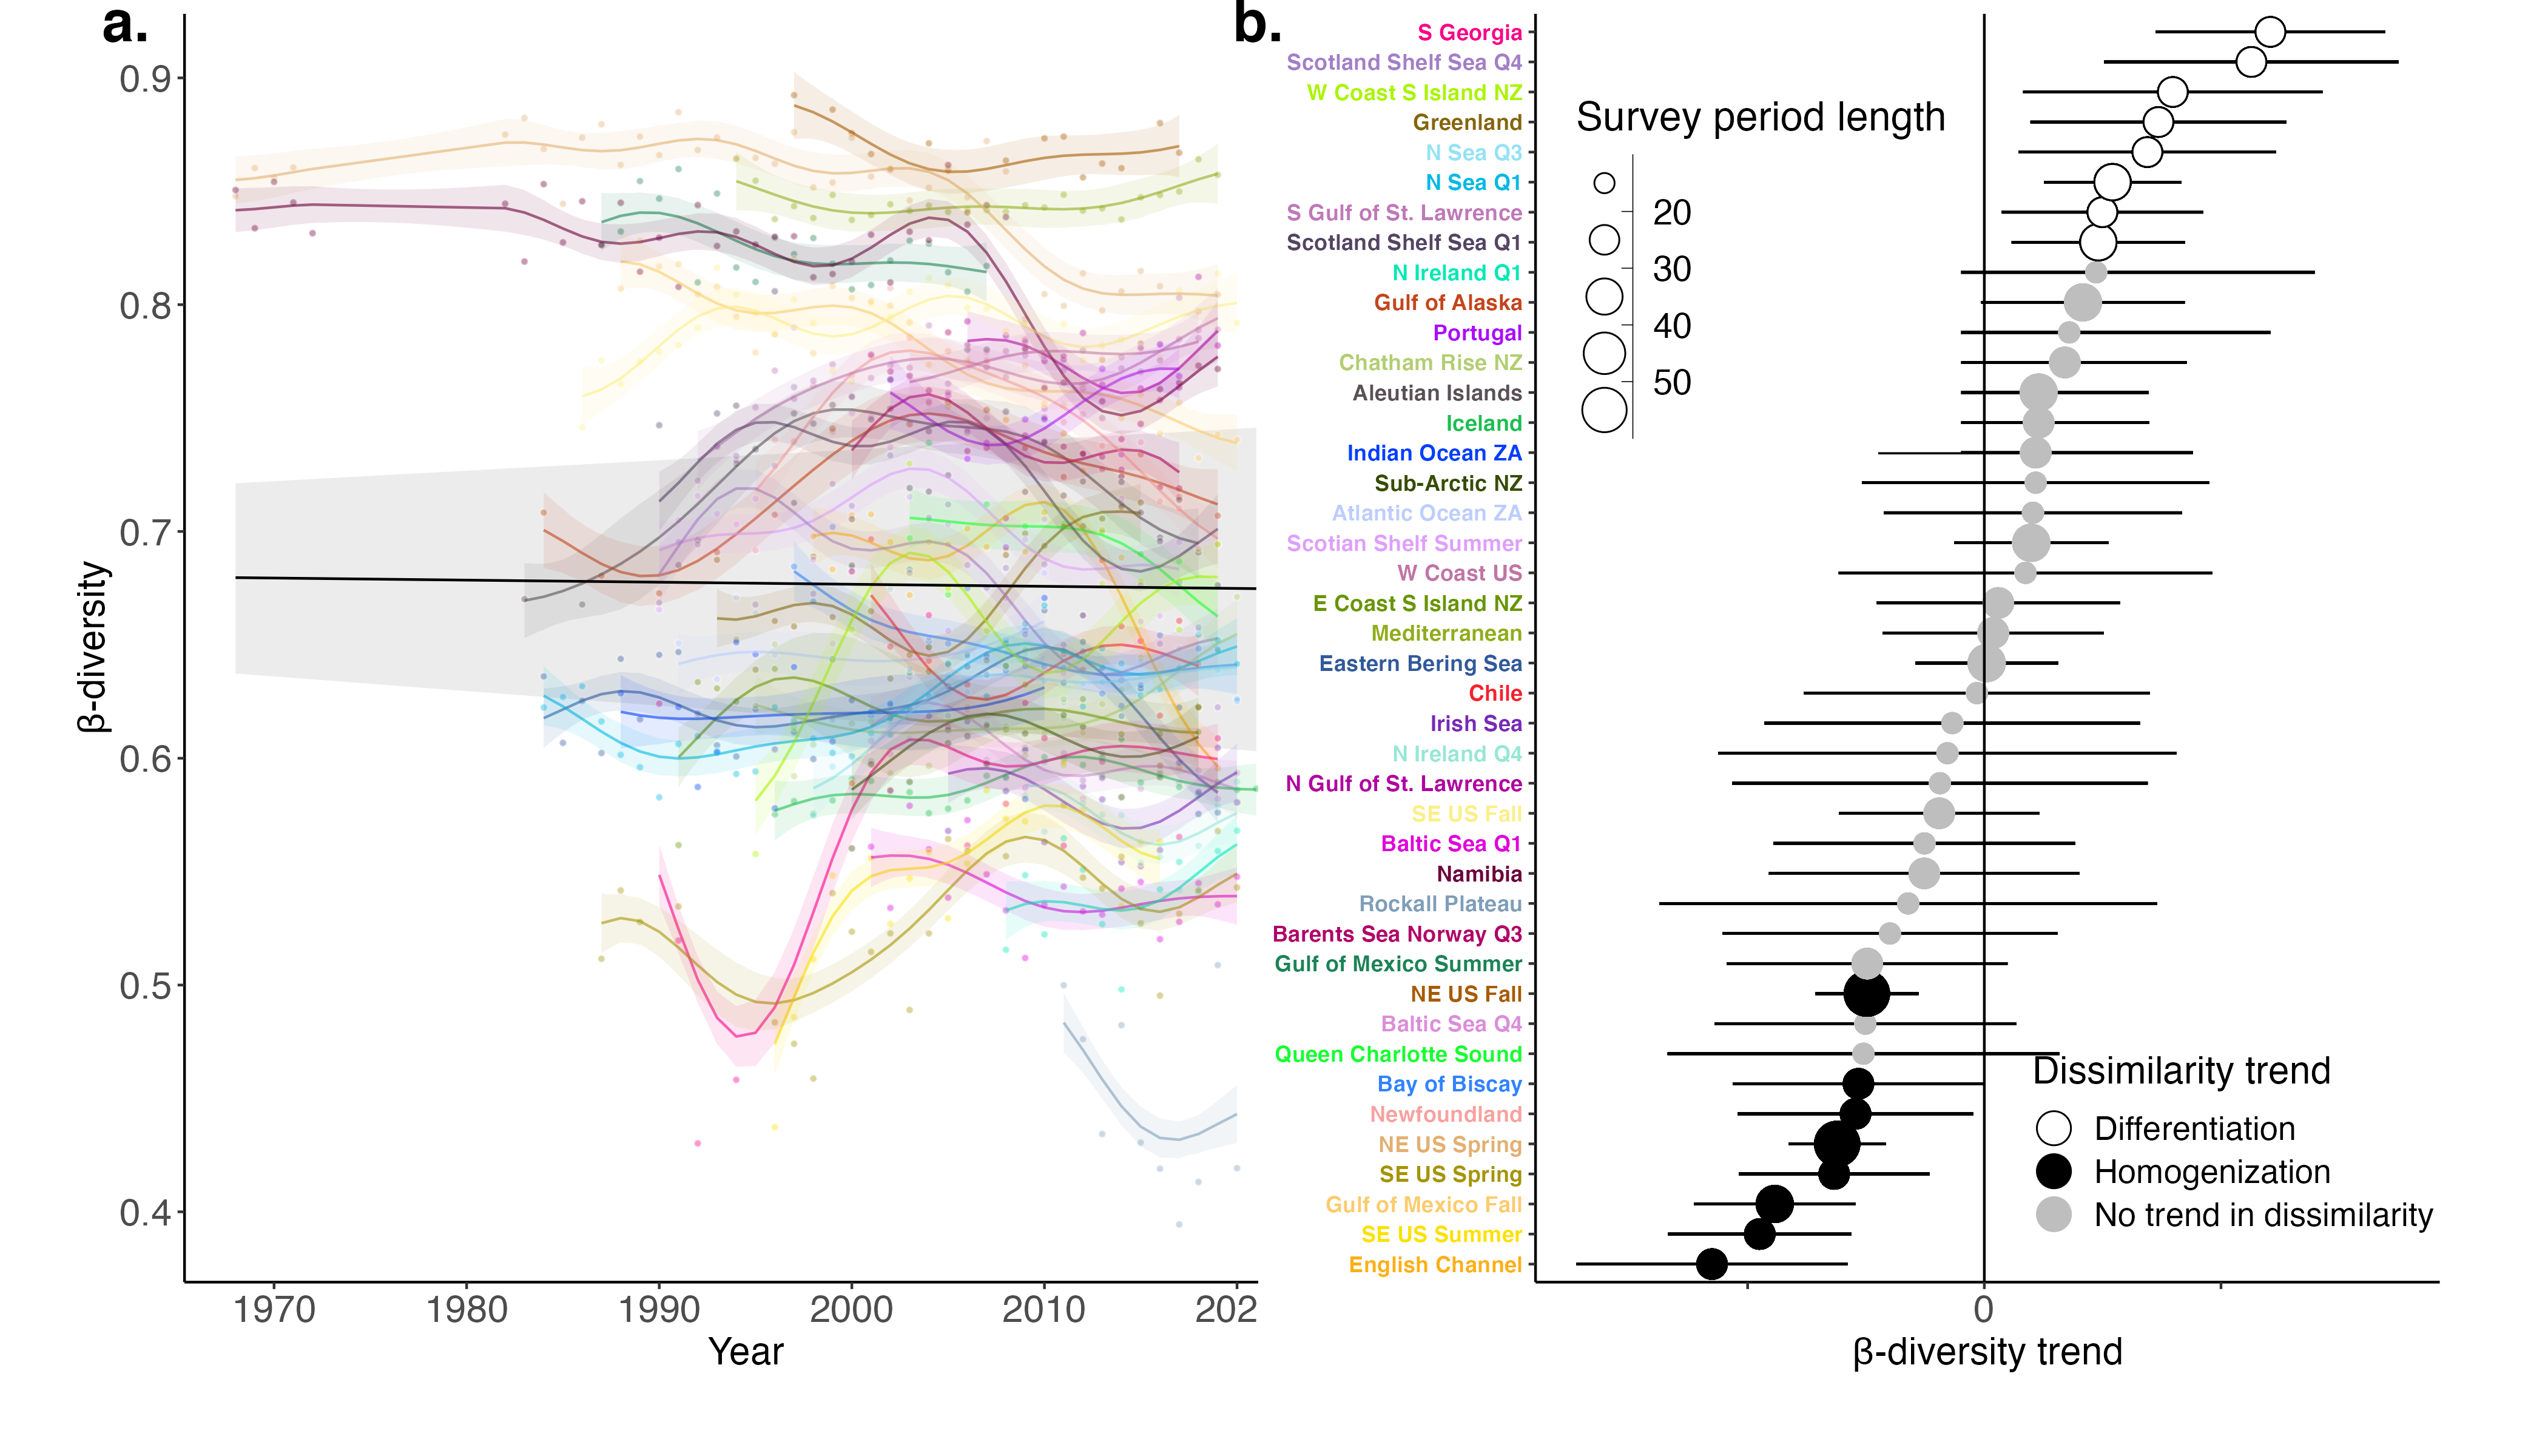 a.
β-diversity
0.9
0.8
0.7
0.6
0.5
0.4
1970 1980 1990 2000 2010 202
Year
b.
S Georgia
Scotland Shelf Sea Q4
W Coast S Island NZ
Greenland
N Sea Q3
N Sea Q1
S Gulf of St. Lawrence
Scotland Shelf Sea Q1
N Ireland Q1
Gulf of Alaska
Portugal
Chatham Rise NZ
Aleutian Islands
Iceland
Indian Ocean ZA
Sub-Arctic NZ
Atlantic Ocean ZA
Scotian Shelf Summer
W Coast US
E Coast S Island NZ
Mediterranean
Eastern Bering Sea
Chile
Irish Sea
N Ireland Q4
N Gulf of St. Lawrence
SE US Fall
Baltic Sea Q1
Namibia
Rockall Plateau
Barents Sea Norway Q3
Gulf of Mexico Summer
NE US Fall
Baltic Sea Q4
Queen Charlotte Sound
Bay of Biscay
Newfoundland
NE US Spring
SE US Spring
Gulf of Mexico Fall
SE US Summer
English Channel
Survey period length
20
30
40
50
Dissimilarity trend
Differentiation
Homogenization
No trend in dissimilarity
0
β-diversity trend